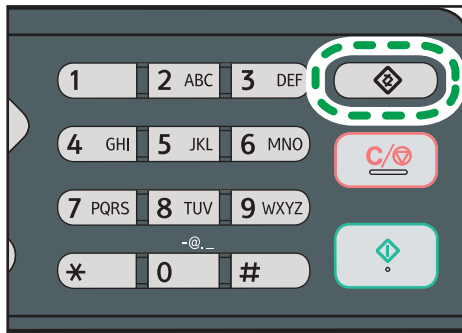 1 2 ABC 3 DEF
4 GHI 5 JKL 6 MNO
C/
7 PQRS 8 TUV 9 WXYZ
-@._
* 0 #